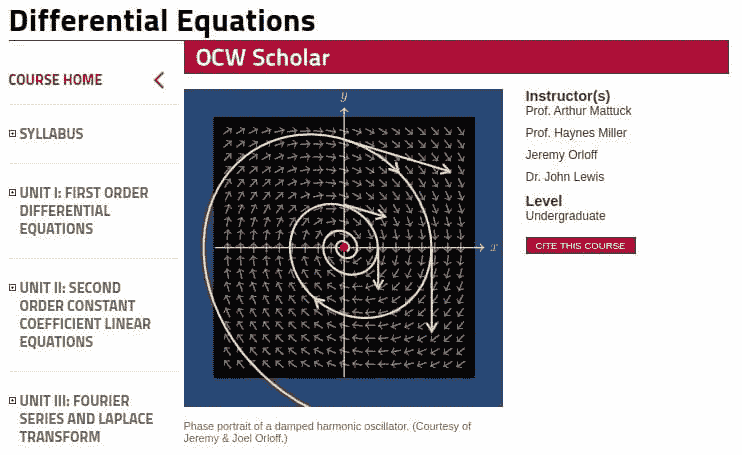 Differential Equations
OCW Scholar
COURSE HOME
SYLLABUS
UNIT I: FIRST ORDER
DIFFERENTIAL
EQUATIONS
UNIT II: SECOND
ORDER CONSTANT
COEFFICIENT LINEAR
EQUATIONS
UNIT III: FOURIER
SERIES AND LAPLACE
TRANSFORM
y
x
Phase portrait of a damped harmonic oscillator. (Courtesy of
Jeremy & Joel Orloff.)
Instructor(s)
Prof. Arthur Mattuck
Prof. Haynes Miller
Jeremy Orloff
Dr. John Lewis
Level
Undergraduate
CITE THIS COURSE